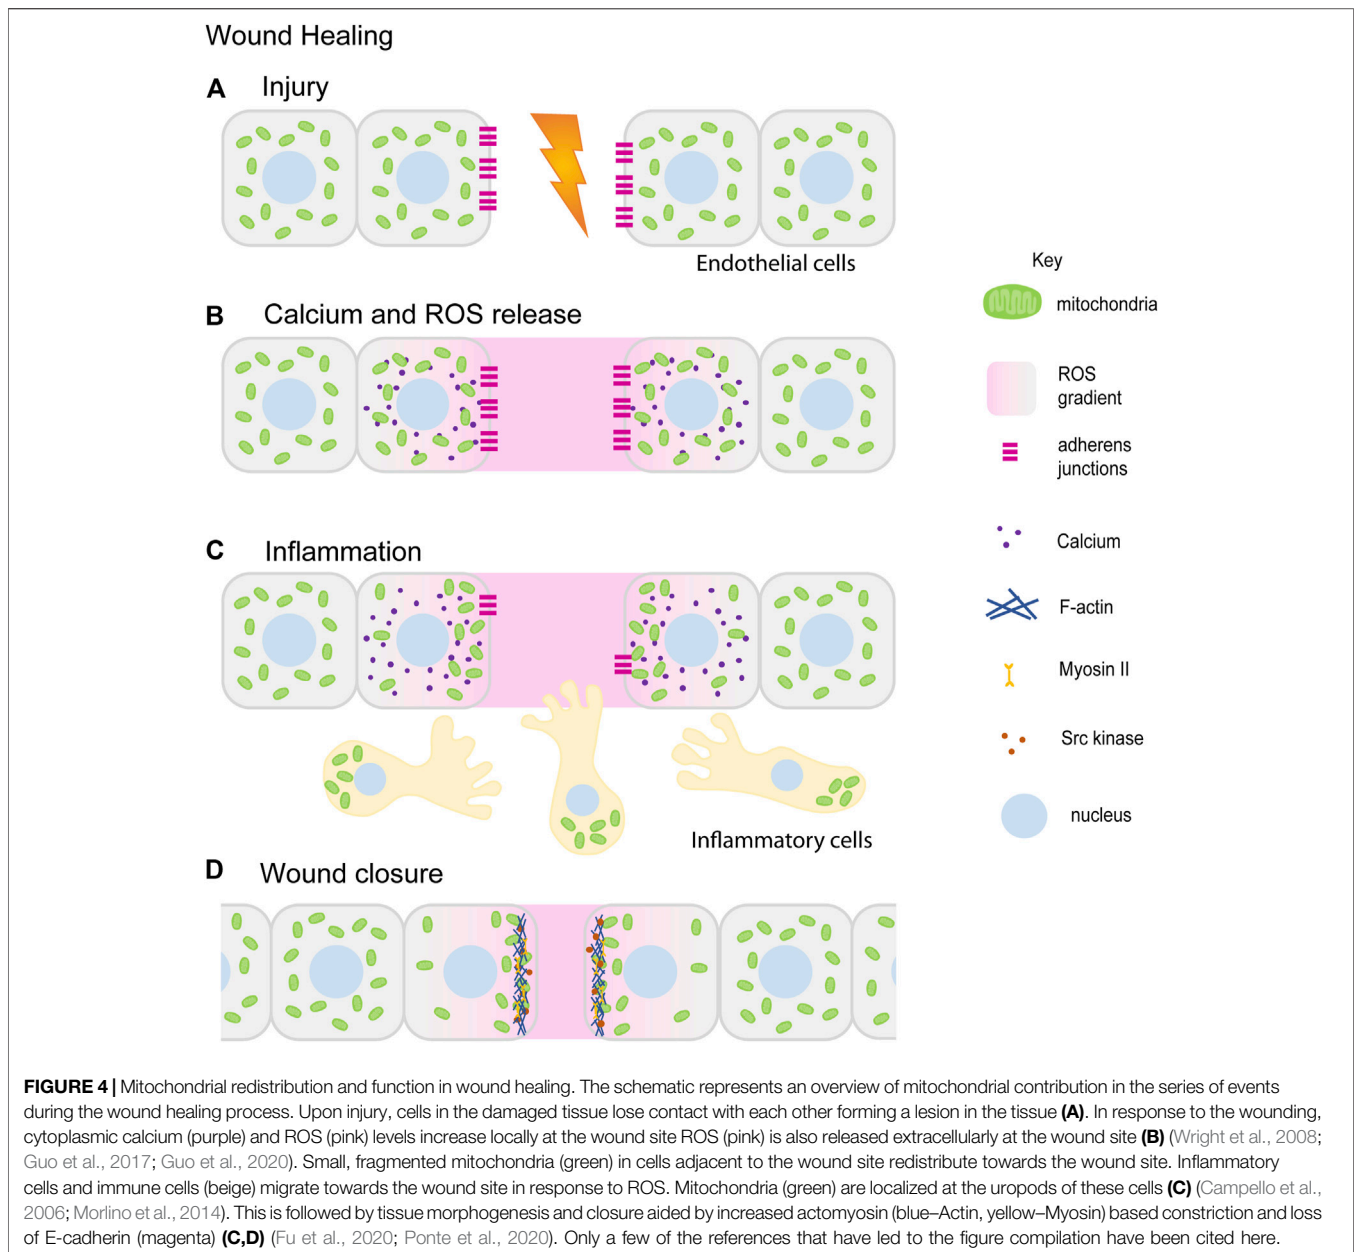 Wound Healing
A Injury
Endothelial cells
Key
mitochondria
B Calcium and ROS release
ROS
gradient
adherens
junctions
C Inflammation
Calcium
F-actin
Myosin II
Src kinase
nucleus
Inflammatory cells
D Wound closure
FIGURE 4 | Mitochondrial redistribution and function in wound healing. The schematic represents an overview of mitochondrial contribution in the series of events
during the wound healing process. Upon injury, cells in the damaged tissue lose contact with each other forming a lesion in the tissue (A). In response to the wounding,
cytoplasmic calcium (purple) and ROS (pink) levels increase locally at the wound site ROS (pink) is also released extracellularly at the wound site (B) (Wright et al., 2008;
Guo et al., 2017; Guo et al., 2020). Small, fragmented mitochondria (green) in cells adjacent to the wound site redistribute towards the wound site. Inflammatory
cells and immune cells (beige) migrate towards the wound site in response to ROS. Mitochondria (green) are localized at the uropods of these cells (C) (Campello et al.,
2006; Morlino et al., 2014). This is followed by tissue morphogenesis and closure aided by increased actomyosin (blue–Actin, yellow–Myosin) based constriction and loss
of E-cadherin (magenta) (C,D) (Fu et al., 2020; Ponte et al., 2020). Only a few of the references that have led to the figure compilation have been cited here.